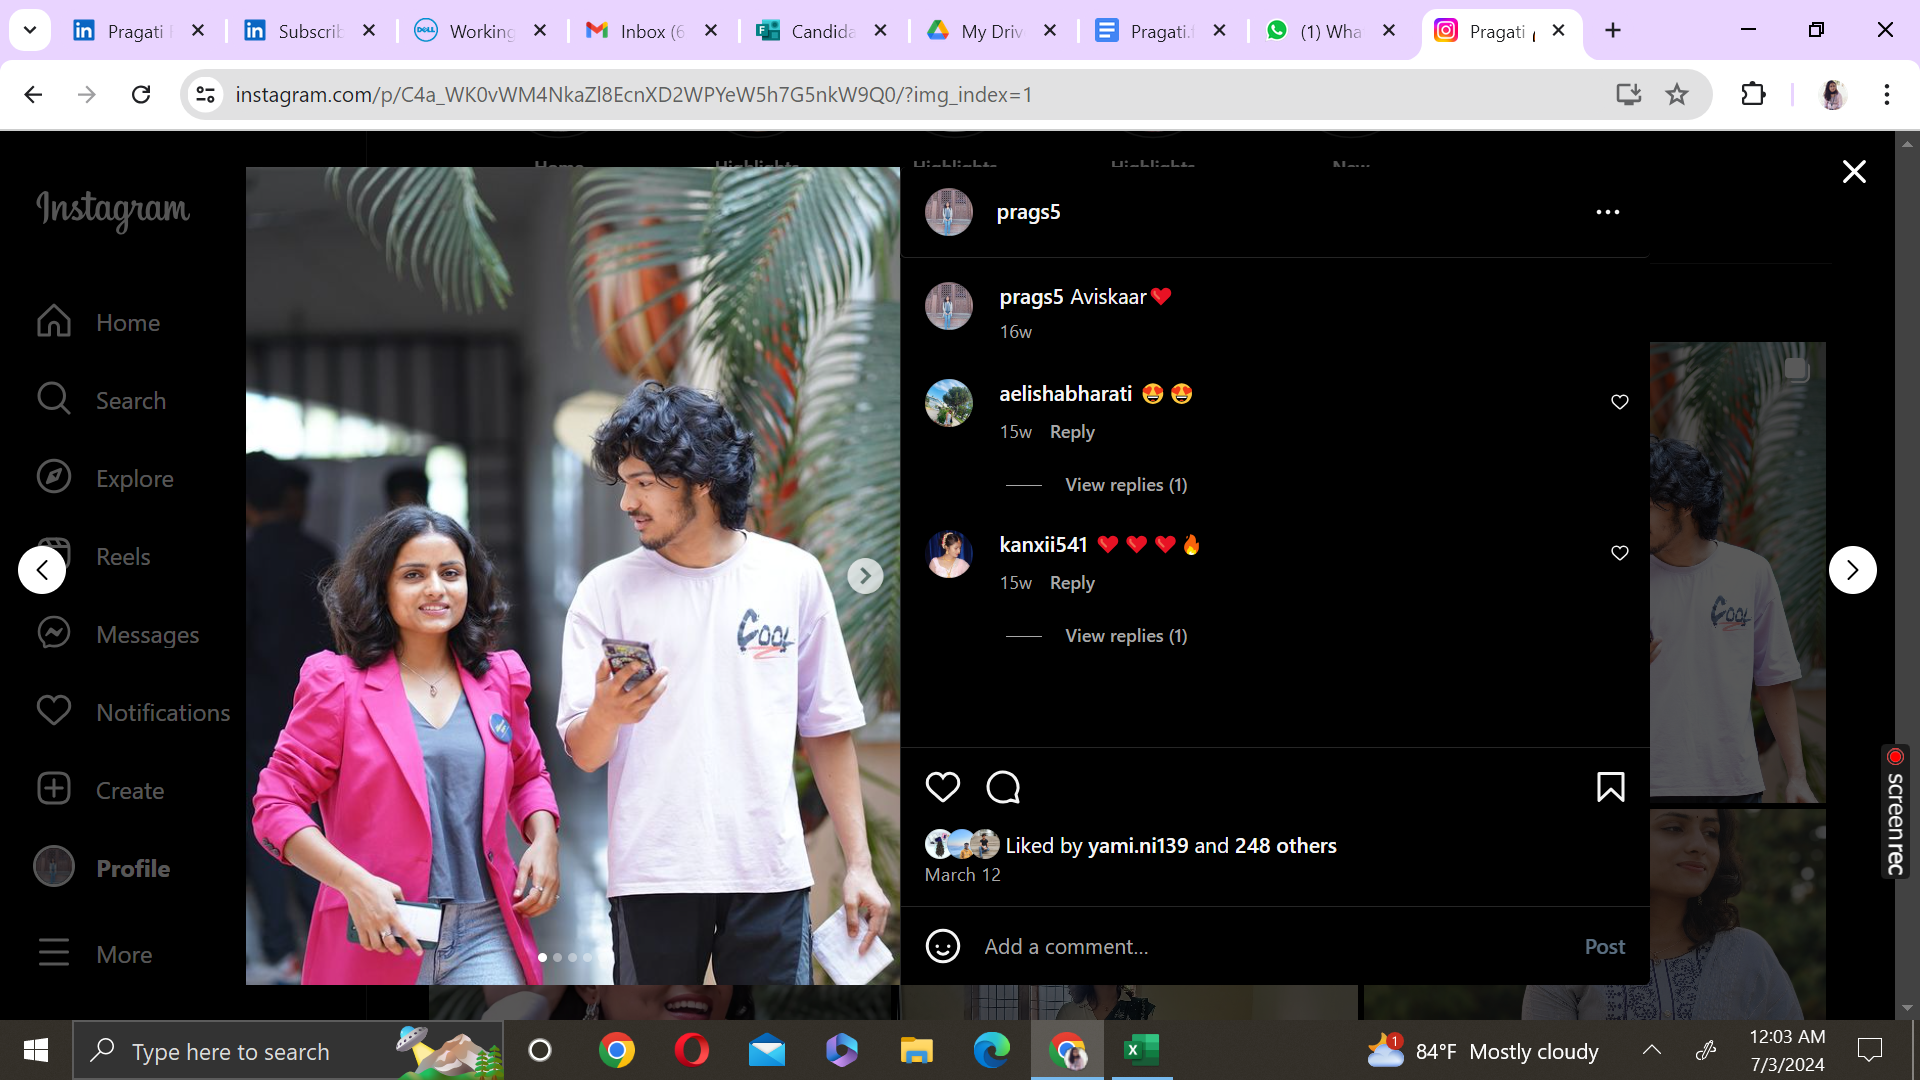 Pragati
Subscrib
Working
Inbox (6
Candida
My Driv
Pragati.
(1) Wha
Pragati
instagram.com/p/C4a_WK0vWM4NkaZl8EcnXD2WPYeW5h7G5nkW9Q0/?img_index=1
Instagram
Home
Search
Explore
Reels
Messages
Notifications
Create
Profile
More
COOL
prags5
prags5 Aviskaar❤️
16w
aelishabharati 😍😍
15w Reply
View replies (1)
kanxii541 ❤️❤️❤️🔥
15w Reply
View replies (1)
Liked by yami.ni139 and 248 others
March 12
Add a comment...
Post
screenrec
Type here to search
1
84°F Mostly cloudy
12:03 AM
7/3/2024